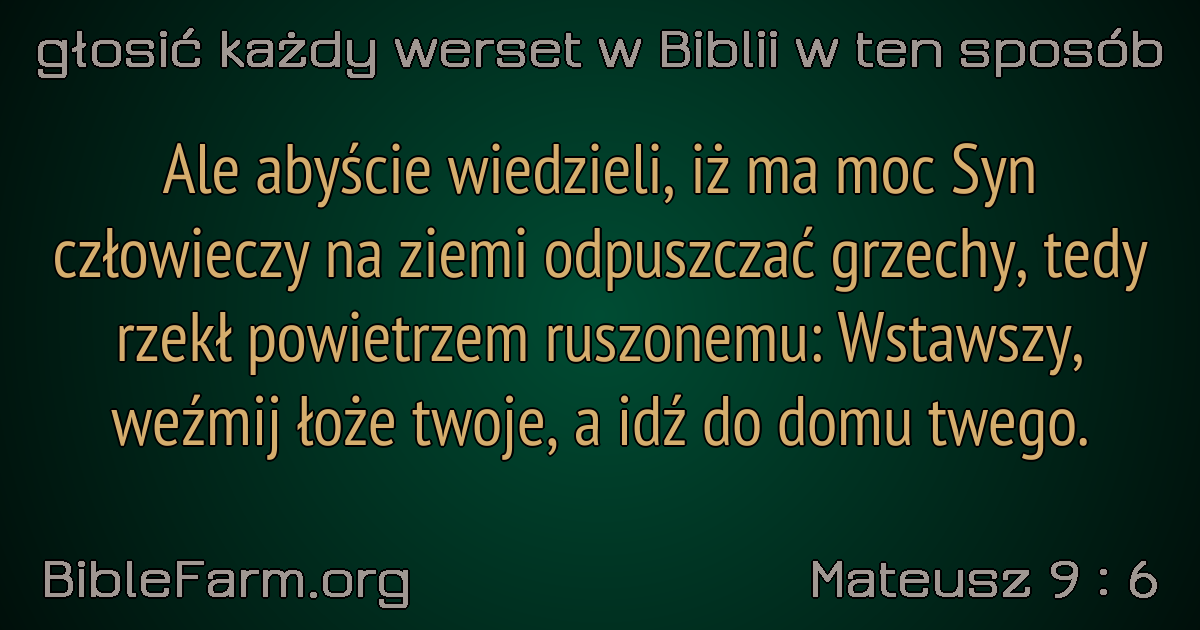 głosić każdy werset w Biblii w ten sposób
Ale abyście wiedzieli, iż ma moc Syn
człowieczy na ziemi odpuszczać grzechy, tedy
rzekł powietrzem ruszonemu: Wstawszy,
weźmij łoże twoje, a idź do domu twego.
BibleFarm.org
Mateusz 9 : 6